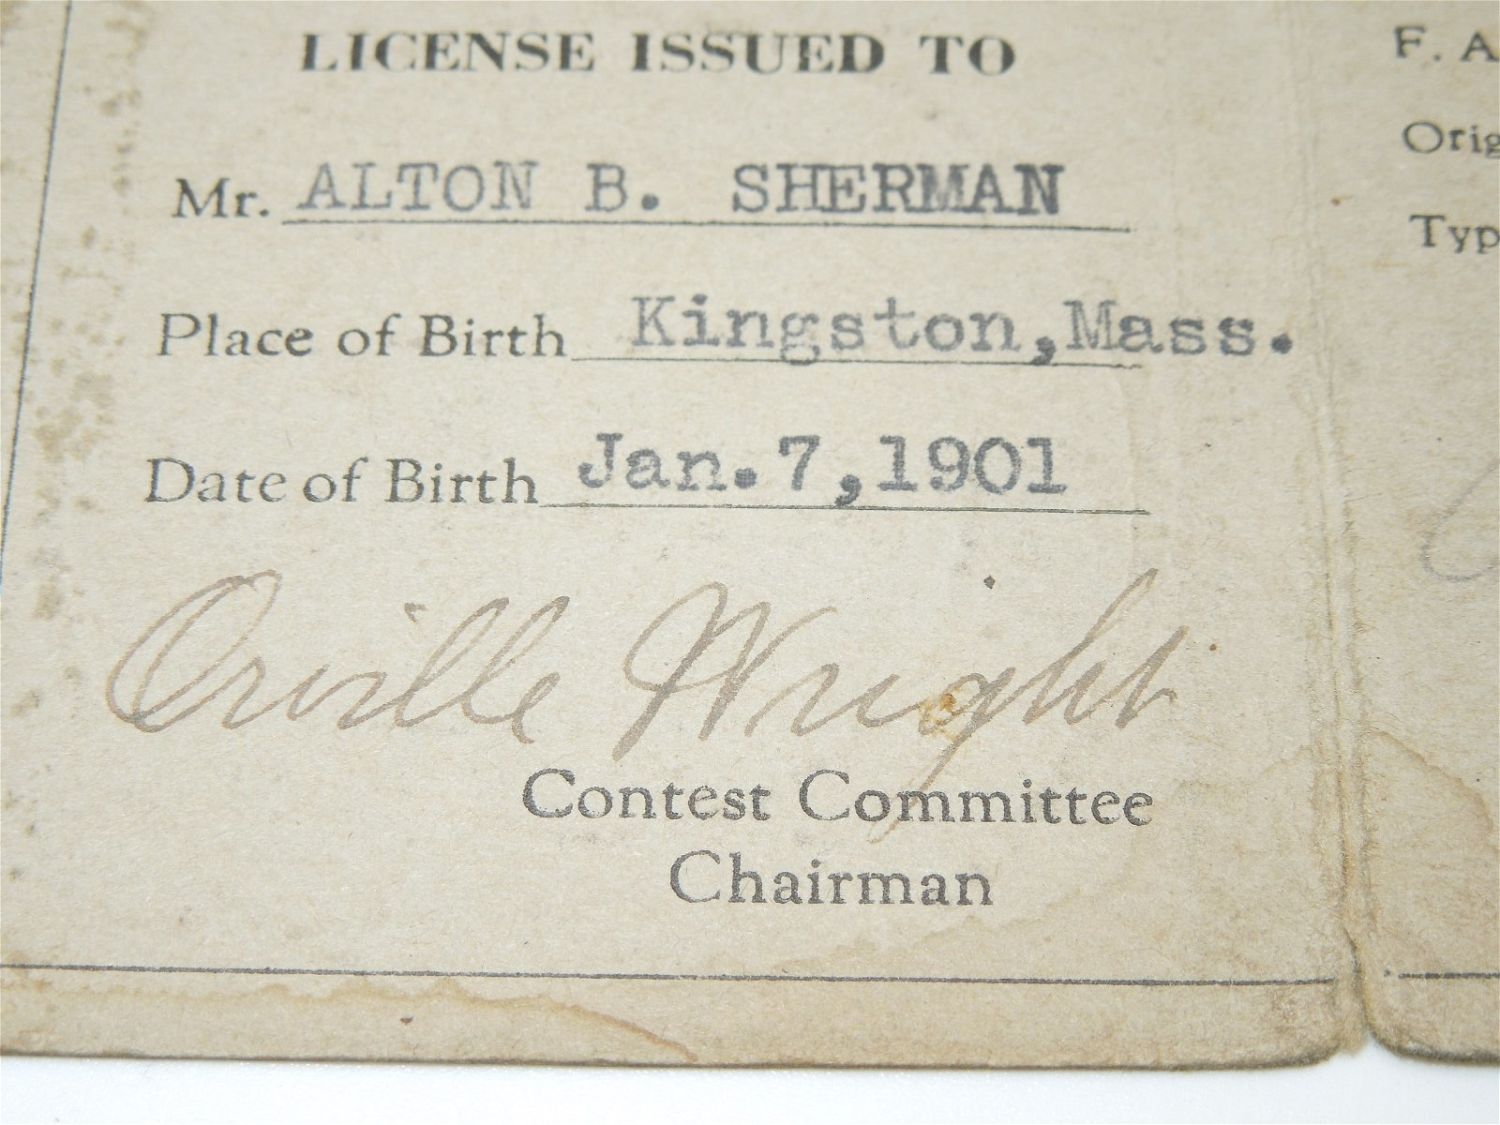 LICENSE ISSUED TO
Mr. ALTON B. SHERMAN
Place of Birth Kingston,Mass.
Date of Birth Jan.7,1901
Orville Wright
Contest Committee
Chairman
F. A
Orig
Typ